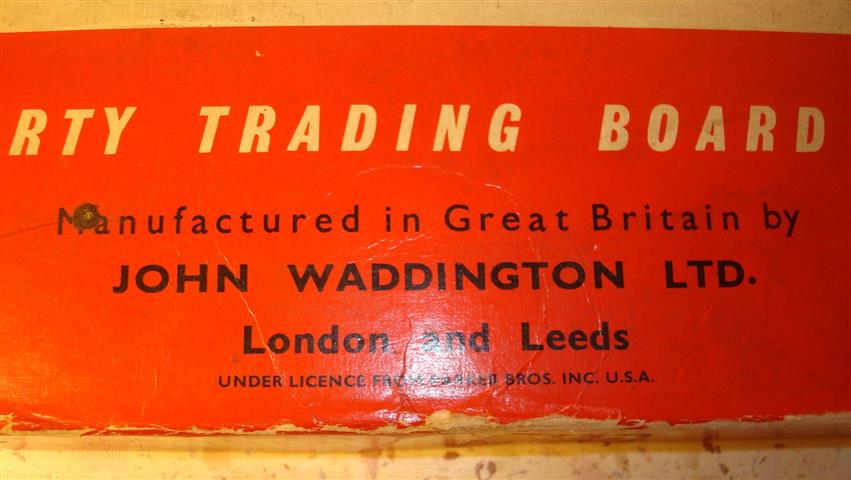 RTY TRADING BOARD
Manufactured in Great Britain by
JOHN WADDINGTON LTD.
London and Leeds
UNDER LICENCE FROM PARKER BROS. INC. U.S.A.